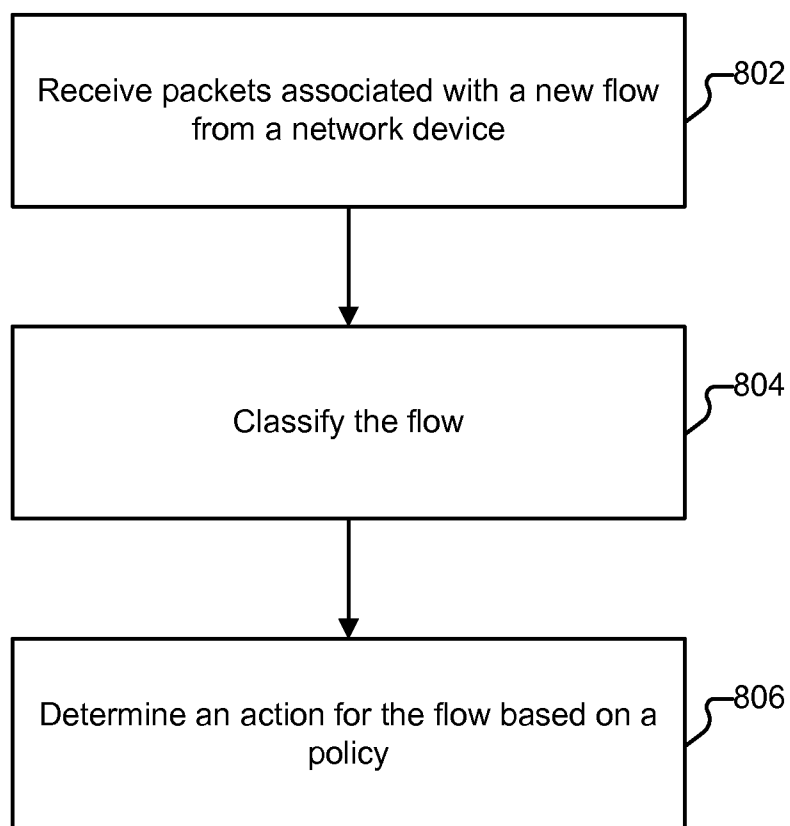 Receive packets associated with a new flow
from a network device
802
Classify the flow
804
Determine an action for the flow based on a
policy
806